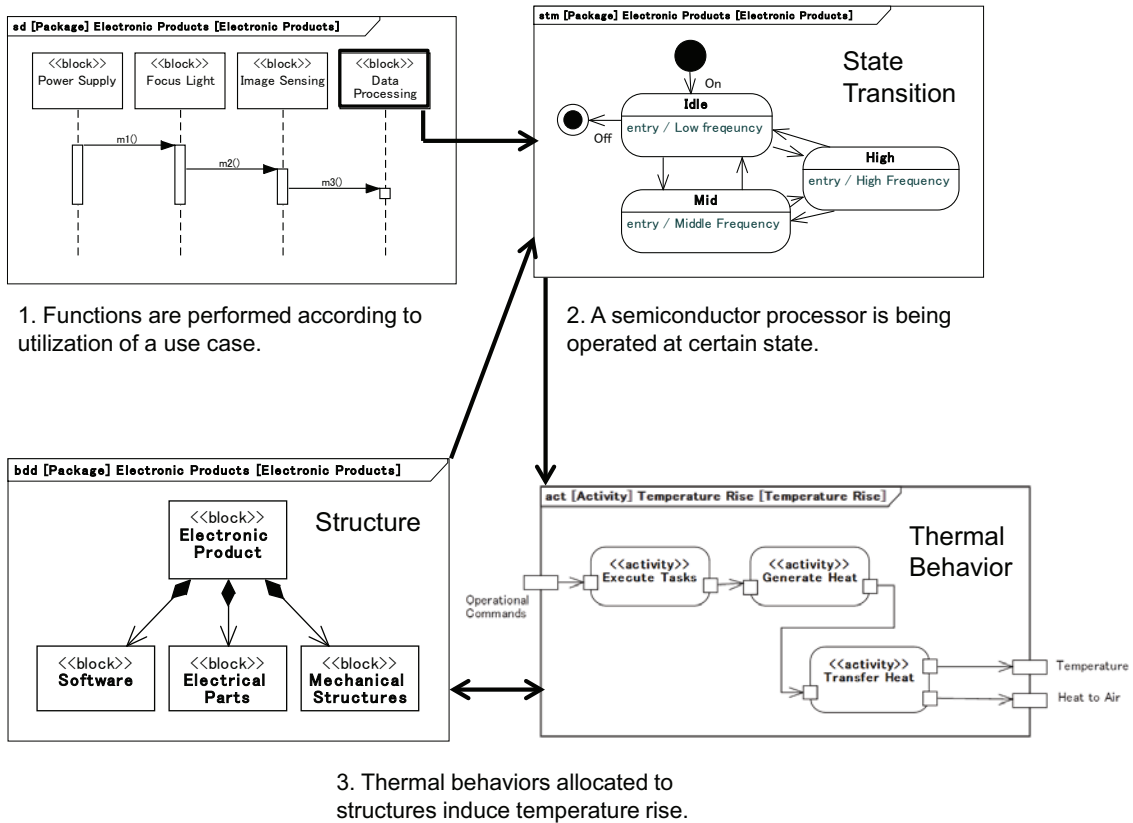 sd [Package] Electronic Products [Electronic Products]
<<block>>
Power Supply
<<block>>
Focus Light
<<block>>
Image Sensing
<<block>>
Data
Processing
m1()
m2()
m3()
1. Functions are performed according to
utilization of a use case.
stm [Package] Electronic Products [Electronic Products]
State
Transition
On
Idle
entry / Low freqeuncy
Off
High
entry / High Frequency
Mid
entry / Middle Frequency
2. A semiconductor processor is being
operated at certain state.
bdd [Package] Electronic Products [Electronic Products]
Structure
<<block>>
Electronic
Product
<<block>>
Software
<<block>>
Electrical
Parts
<<block>>
Mechanical
Structures
act [Activity] Temperature Rise [Temperature Rise]
Thermal
Behavior
<<activity>>
Execute Tasks
<<activity>>
Generate Heat
Operational
Commands
<<activity>>
Transfer Heat
Temperature
Heat to Air
3. Thermal behaviors allocated to
structures induce temperature rise.